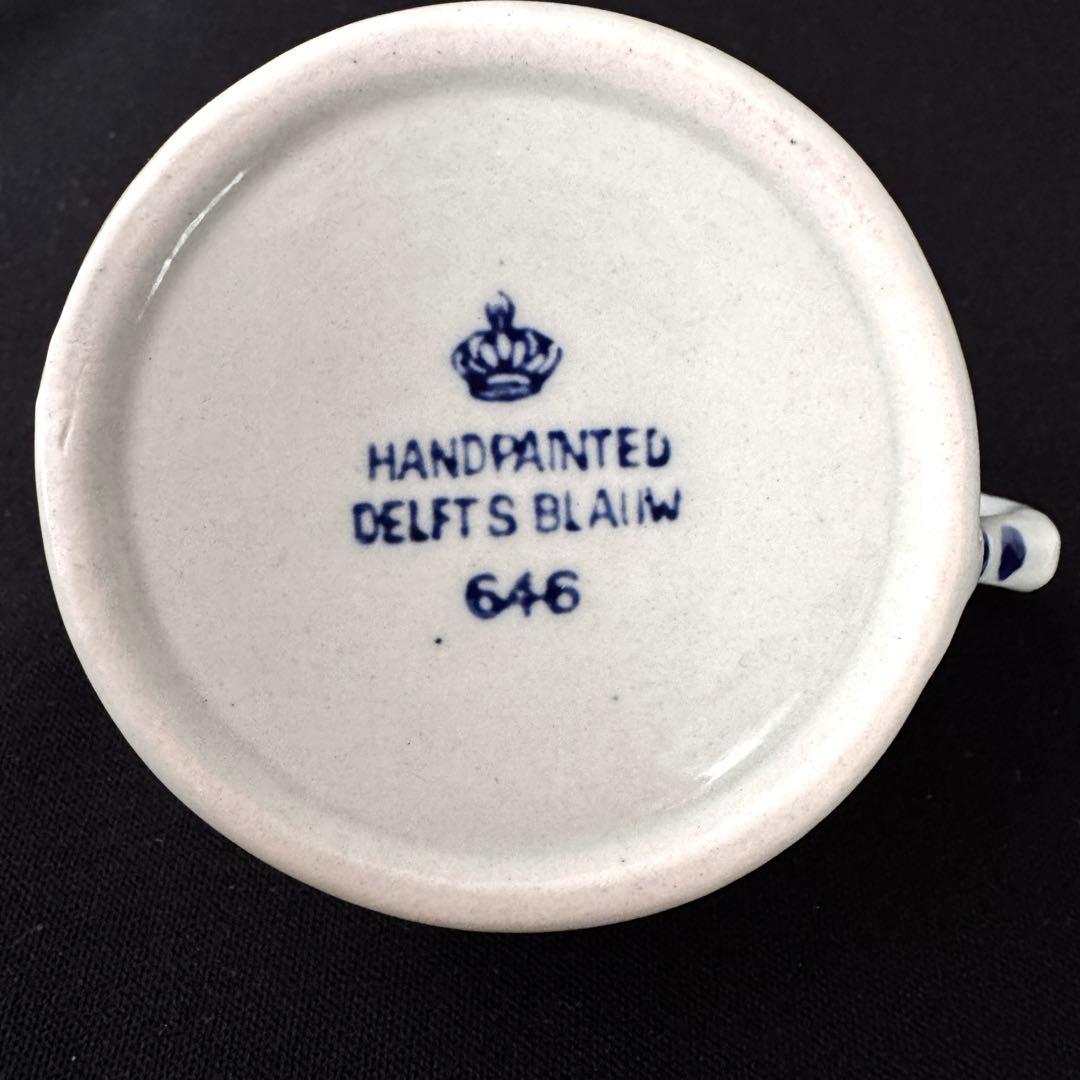 HANDPAINTED
DELFTS BLAUW
646